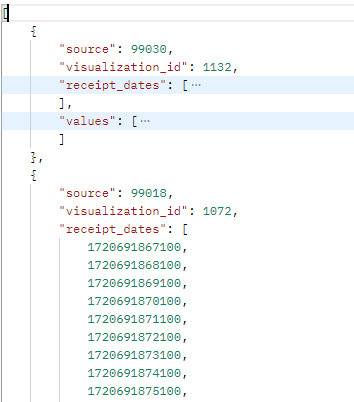 [
{
"source": 99030,
"visualization_id": 1132,
"receipt_dates": [ ···
],
"values": [ ···
]
},
{
"source": 99018,
"visualization_id": 1072,
"receipt_dates": [
1720691867100,
1720691868100,
1720691869100,
1720691870100,
1720691871100,
1720691872100,
1720691873100,
1720691874100,
1720691875100,